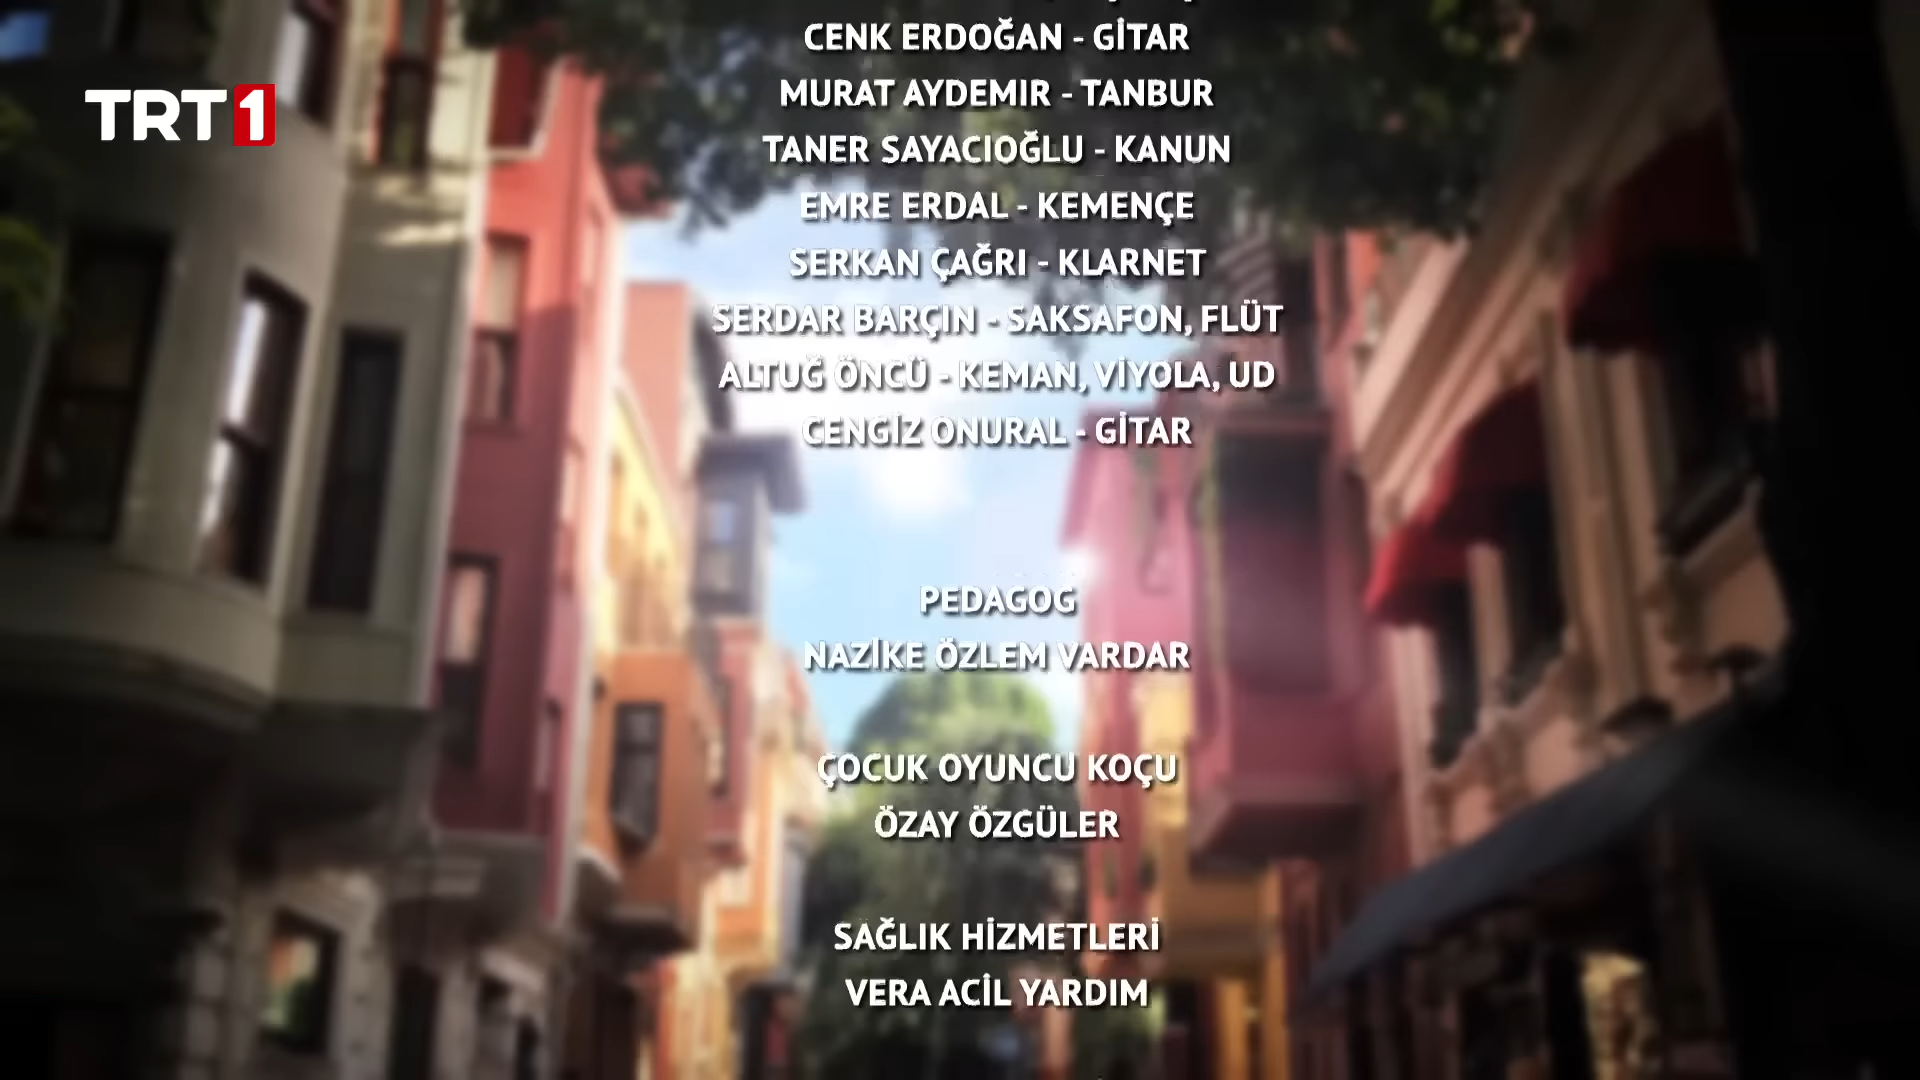 CENK ERDOĞAN - GİTAR
TRT 1
MURAT AYDEMIR - TANBUR
TANER SAYACIOĞLU - KANUN
EMRE ERDAL - KEMENÇE
SERKAN ÇAĞRI - KLARNET
SERDAR BARÇIN - SAKSAFON, FLÜT
ALTUĞ ÖNCÜ - KEMAN, VİYOLA, UD
CENGİZ ONURAL - GİTAR
PEDAGOG
NAZİKE ÖZLEM VARDAR
ÇOCUK OYUNCU KOÇU
ÖZAY ÖZGÜLER
SAĞLIK HİZMETLERİ
VERA ACİL YARDIM